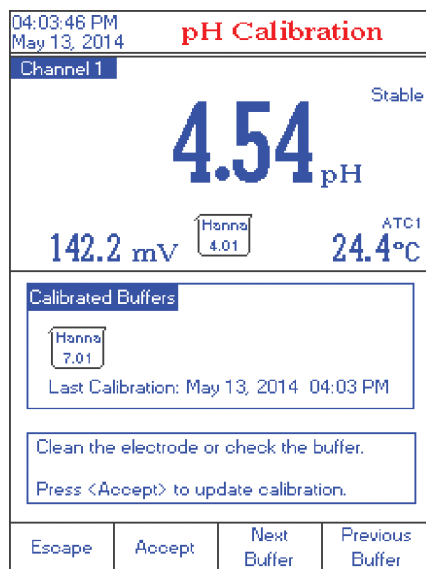 04:03:46 PM
May 13, 2014
pH Calibration
Channel 1
Stable
4.54 pH
142.2 mV
Hanna
4.01
ATC1
24.4°C
Calibrated Buffers
Hanna
7.01
Last Calibration: May 13, 2014 04:03 PM
Clean the electrode or check the buffer.
Press <Accept> to update calibration.
Escape
Accept
Next
Buffer
Previous
Buffer